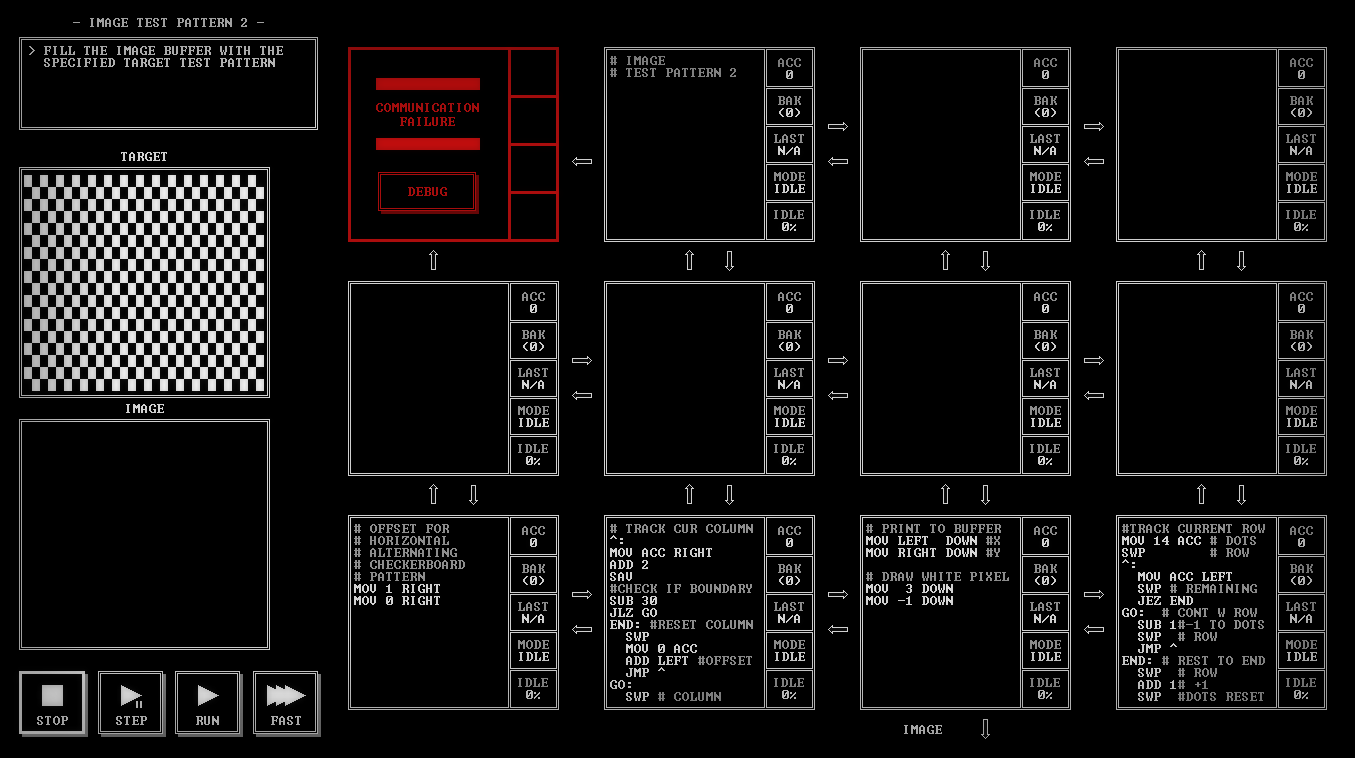 - IMAGE TEST PATTERN 2 -
> FILL THE IMAGE BUFFER WITH THE
SPECIFIED TARGET TEST PATTERN
TARGET
IMAGE
STOP
STEP
RUN
FAST
COMMUNICATION
FAILURE
DEBUG
# IMAGE
# TEST PATTERN 2
ACC
0
BAK
(0)
LAST
N/A
MODE
IDLE
IDLE
0%
ACC
0
BAK
(0)
LAST
N/A
MODE
IDLE
IDLE
0%
ACC
0
BAK
(0)
LAST
N/A
MODE
IDLE
IDLE
0%
ACC
0
BAK
(0)
LAST
N/A
MODE
IDLE
IDLE
0%
ACC
0
BAK
(0)
LAST
N/A
MODE
IDLE
IDLE
0%
ACC
0
BAK
(0)
LAST
N/A
MODE
IDLE
IDLE
0%
ACC
0
BAK
(0)
LAST
N/A
MODE
IDLE
IDLE
0%
# OFFSET FOR
# HORIZONTAL
# ALTERNATING
# CHECKERBOARD
# PATTERN
MOV 1 RIGHT
MOV 0 RIGHT
ACC
0
BAK
(0)
LAST
N/A
MODE
IDLE
IDLE
0%
# TRACK CUR COLUMN
^:
MOV ACC RIGHT
ADD 2
SAV
#CHECK IF BOUNDARY
SUB 30
JLZ GO
END: #RESET COLUMN
SWP
MOV 0 ACC
ADD LEFT #OFFSET
JMP ^
GO:
SWP # COLUMN
ACC
0
BAK
(0)
LAST
N/A
MODE
IDLE
IDLE
0%
# PRINT TO BUFFER
MOV LEFT  DOWN #X
MOV RIGHT DOWN #Y
# DRAW WHITE PIXEL
MOV  3 DOWN
MOV -1 DOWN
ACC
0
BAK
(0)
LAST
N/A
MODE
IDLE
IDLE
0%
#TRACK CURRENT ROW
MOV 14 ACC # DOTS
SWP        # ROW
^:
MOV ACC LEFT
SWP # REMAINING
JEZ END
GO:  # CONT W ROW
SUB 1#-1 TO DOTS
SWP  # ROW
JMP ^
END: # REST TO END
SWP  # ROW
ADD 1# +1
SWP  #DOTS RESET
ACC
0
BAK
(0)
LAST
N/A
MODE
IDLE
IDLE
0%
IMAGE